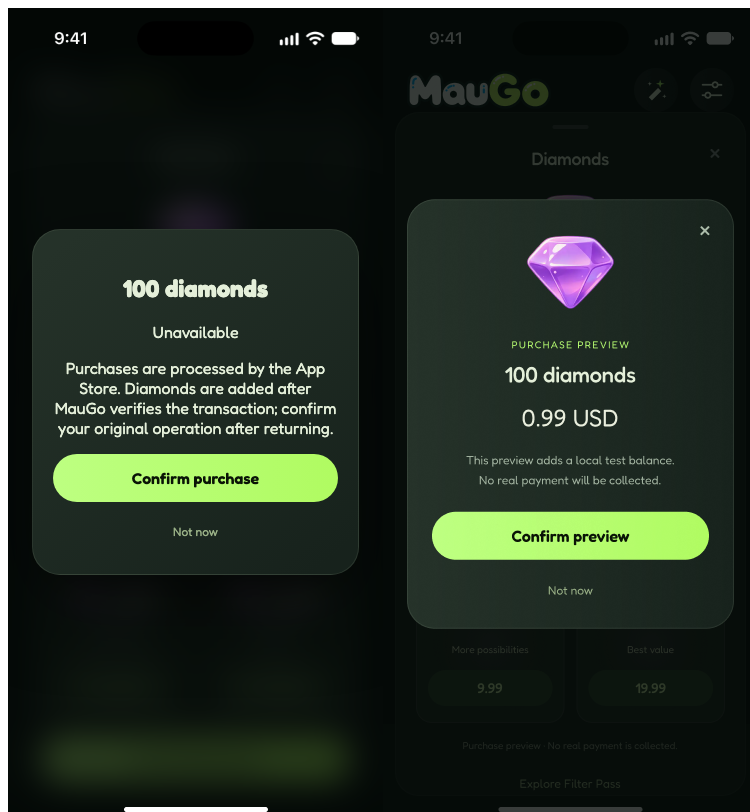 9:41
100 diamonds
Unavailable
Purchases are processed by the App
Store. Diamonds are added after
MauGo verifies the transaction; confirm
your original operation after returning.
Confirm purchase
Not now
9:41
MauGo
Diamonds
PURCHASE PREVIEW
100 diamonds
0.99 USD
This preview adds a local test balance.
No real payment will be collected.
Confirm preview
Not now
More possibilities
Best value
9.99
19.99
Purchase preview · No real payment is collected.
Explore Filter Pass